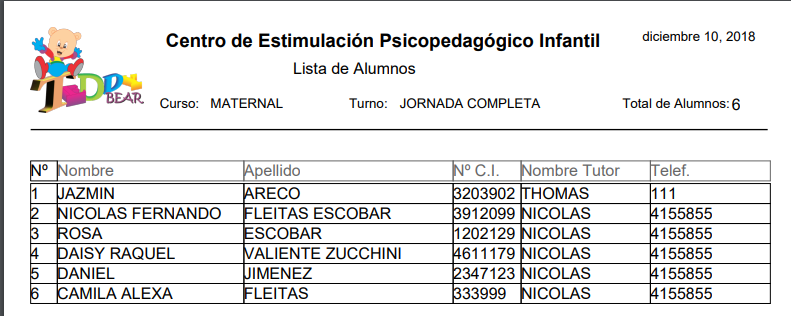 Centro de Estimulación Psicopedagógico Infantil
diciembre 10, 2018
Lista de Alumnos
TEDDY BEAR
Curso: MATERNAL Turno: JORNADA COMPLETA Total de Alumnos: 6
Nº Nombre Apellido Nº C.I. Nombre Tutor Telef.
1 JAZMIN ARECO 3203902 THOMAS 111
2 NICOLAS FERNANDO FLEITAS ESCOBAR 3912099 NICOLAS 4155855
3 ROSA ESCOBAR 1202129 NICOLAS 4155855
4 DAISY RAQUEL VALIENTE ZUCCHINI 4611179 NICOLAS 4155855
5 DANIEL JIMENEZ 2347123 NICOLAS 4155855
6 CAMILA ALEXA FLEITAS 333999 NICOLAS 4155855